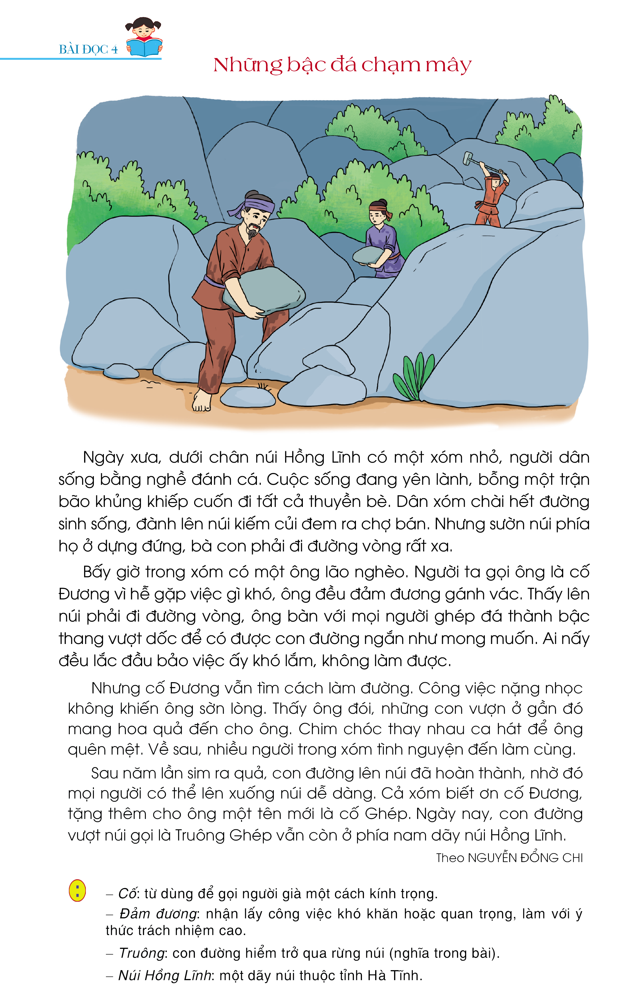 BÀI ĐỌC 4
Những bậc đá chạm mây
Ngày xưa, dưới chân núi Hồng Lĩnh có một xóm nhỏ, người dân
sống bằng nghề đánh cá. Cuộc sống đang yên lành, bỗng một trận
bão khủng khiếp cuốn đi tất cả thuyền bè. Dân xóm chài hết đường
sinh sống, đành lên núi kiếm củi đem ra chợ bán. Nhưng sườn núi phía
họ ở dựng đứng, bà con phải đi đường vòng rất xa.
Bấy giờ trong xóm có một ông lão nghèo. Người ta gọi ông là cố
Đương vì hễ gặp việc gì khó, ông đều đảm đương gánh vác. Thấy lên
núi phải đi đường vòng, ông bàn với mọi người ghép đá thành bậc
thang vượt dốc để có được con đường ngắn như mong muốn. Ai nấy
đều lắc đầu bảo việc ấy khó lắm, không làm được.
Nhưng cố Đương vẫn tìm cách làm đường. Công việc nặng nhọc
không khiến ông sờn lòng. Thấy ông đói, những con vượn ở gần đó
mang hoa quả đến cho ông. Chim chóc thay nhau ca hát để ông
quên mệt. Về sau, nhiều người trong xóm tình nguyện đến làm cùng.
Sau năm lần sim ra quả, con đường lên núi đã hoàn thành, nhờ đó
mọi người có thể lên xuống núi dễ dàng. Cả xóm biết ơn cố Đương,
tặng thêm cho ông một tên mới là cố Ghép. Ngày nay, con đường
vượt núi gọi là Truông Ghép vẫn còn ở phía nam dãy núi Hồng Lĩnh.
Theo NGUYỄN ĐỔNG CHI
– Cố: từ dùng để gọi người già một cách kính trọng.
– Đảm đương: nhận lấy công việc khó khăn hoặc quan trọng, làm với ý
thức trách nhiệm cao.
– Truông: con đường hiểm trở qua rừng núi (nghĩa trong bài).
– Núi Hồng Lĩnh: một dãy núi thuộc tỉnh Hà Tĩnh.